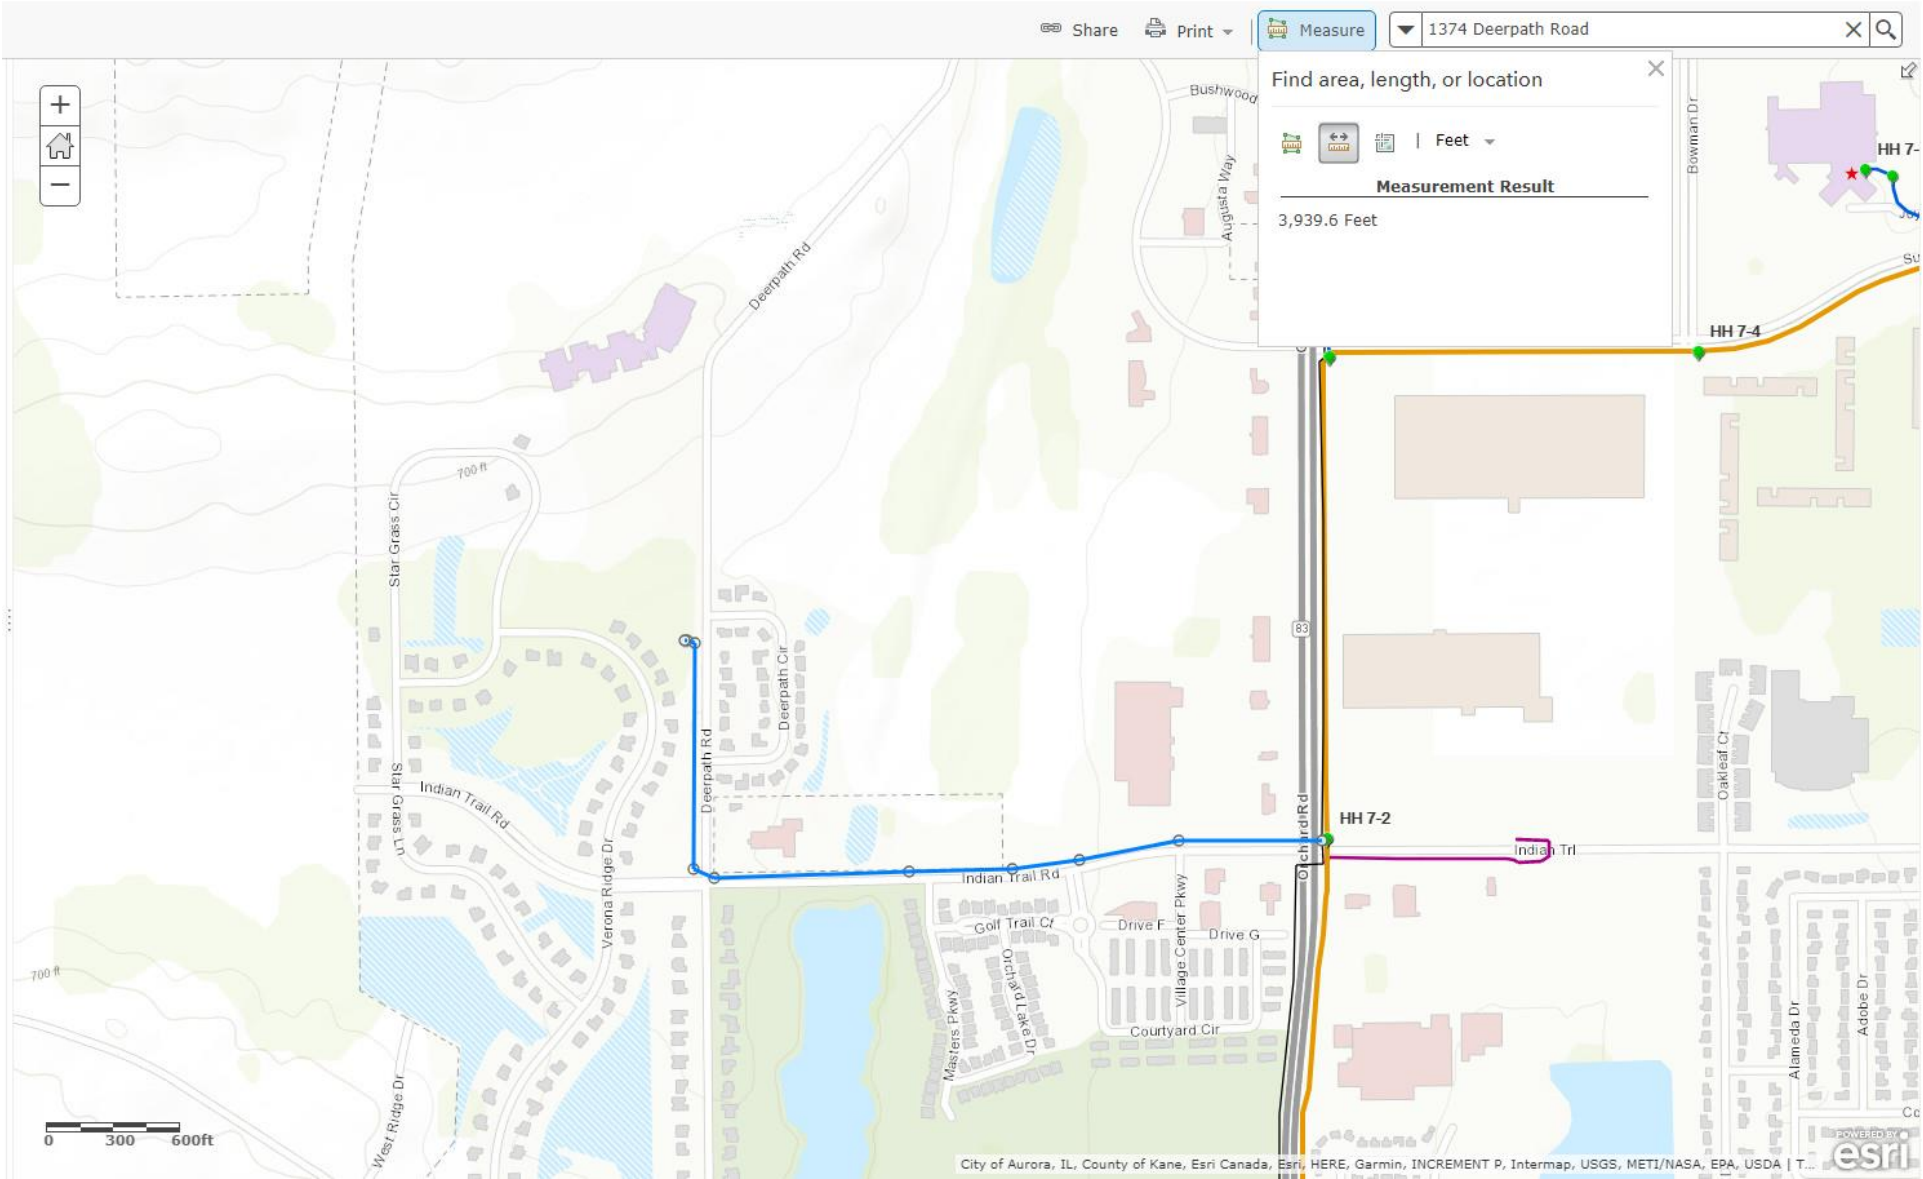 Share
Print
Measure
1374 Deerpath Road
Find area, length, or location
Feet
Measurement Result
3,939.6 Feet
Bushwood
Augusta Way
Bowman Dr
HH 7-
Deerpath Rd
HH 7-4
700 ft
Star Grass Cir
83
Deerpath Cir
Deerpath Rd
Star Grass Ln
Indian Trail Rd
Verona Ridge Dr
Orchard Rd
HH 7-2
Indian Trl
Oakleaf Ct
Indian Trail Rd
Golf Trail Ct
Drive F
Drive G
Village Center Pkwy
Orchard Lake Dr
Masters Pkwy
Courtyard Cir
700 ft
West Ridge Dr
Alameda Dr
Adobe Dr
0 300 600ft
City of Aurora, IL, County of Kane, Esri Canada, Esri, HERE, Garmin, INCREMENT P, Intermap, USGS, METI/NASA, EPA, USDA | T...
POWERED BY
esri